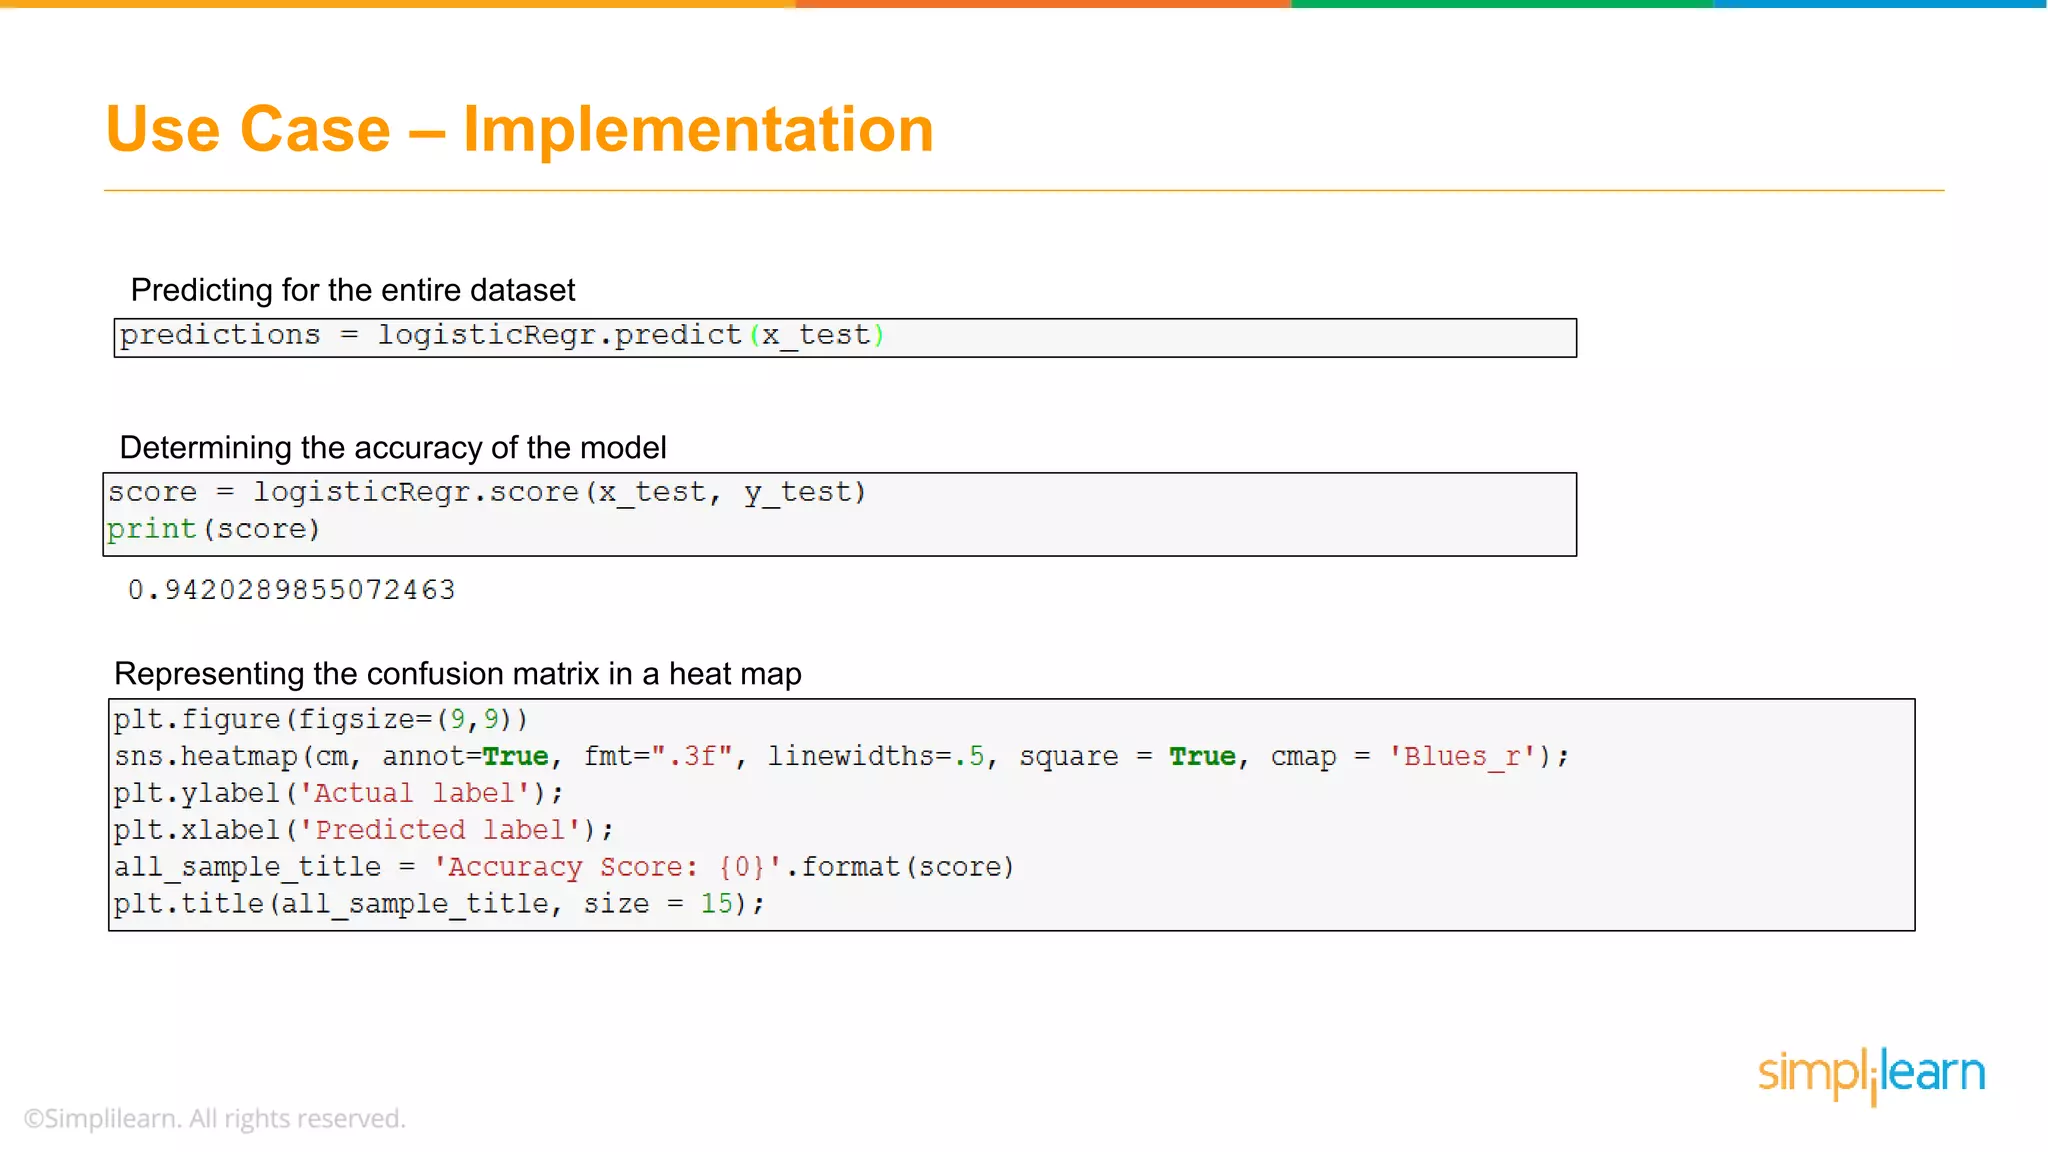 Use Case – Implementation
Predicting for the entire dataset
predictions = logisticRegr.predict(x_test)
Determining the accuracy of the model
score = logisticRegr.score(x_test, y_test)
print(score)
0.9420289855072463
Representing the confusion matrix in a heat map
plt.figure(figsize=(9,9))
sns.heatmap(cm, annot=True, fmt=".3f", linewidths=.5, square = True, cmap = 'Blues_r');
plt.ylabel('Actual label');
plt.xlabel('Predicted label');
all_sample_title = 'Accuracy Score: {0}'.format(score)
plt.title(all_sample_title, size = 15);
simplilearn
©Simplilearn. All rights reserved.